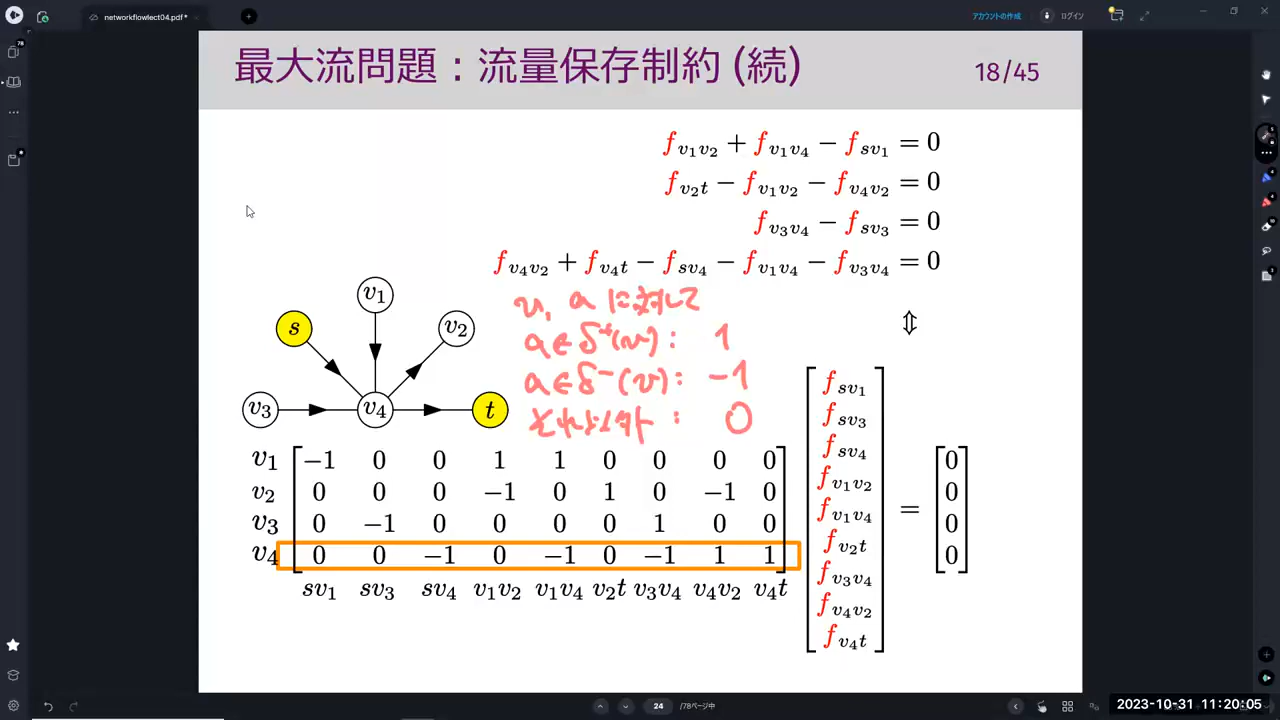 networkflowlect04.pdf*
アカウントの作成
ログイン
最大流問題：流量保存制約 (続)
18/45
f_{v1v2} + f_{v1v4} − f_{sv1} = 0
f_{v2t} − f_{v1v2} − f_{v4v2} = 0
f_{v3v4} − f_{sv3} = 0
f_{v4v2} + f_{v4t} − f_{sv4} − f_{v1v4} − f_{v3v4} = 0
⇕
v, a に対して
a∈δ⁺(v): 1
a∈δ⁻(v): −1
それ以外: 0
v1
s
v2
v3
v4
t
v1 −1 0 0 1 1 0 0 0 0
v2 0 0 0 −1 0 1 0 −1 0
v3 0 −1 0 0 0 0 1 0 0
v4 0 0 −1 0 −1 0 −1 1 1
sv1 sv3 sv4 v1v2 v1v4 v2t v3v4 v4v2 v4t
f_{sv1}
f_{sv3}
f_{sv4}
f_{v1v2}
f_{v1v4}
f_{v2t}
f_{v3v4}
f_{v4v2}
f_{v4t}
=
0
0
0
0
24
/78ページ中
2023-10-31 11:20:05